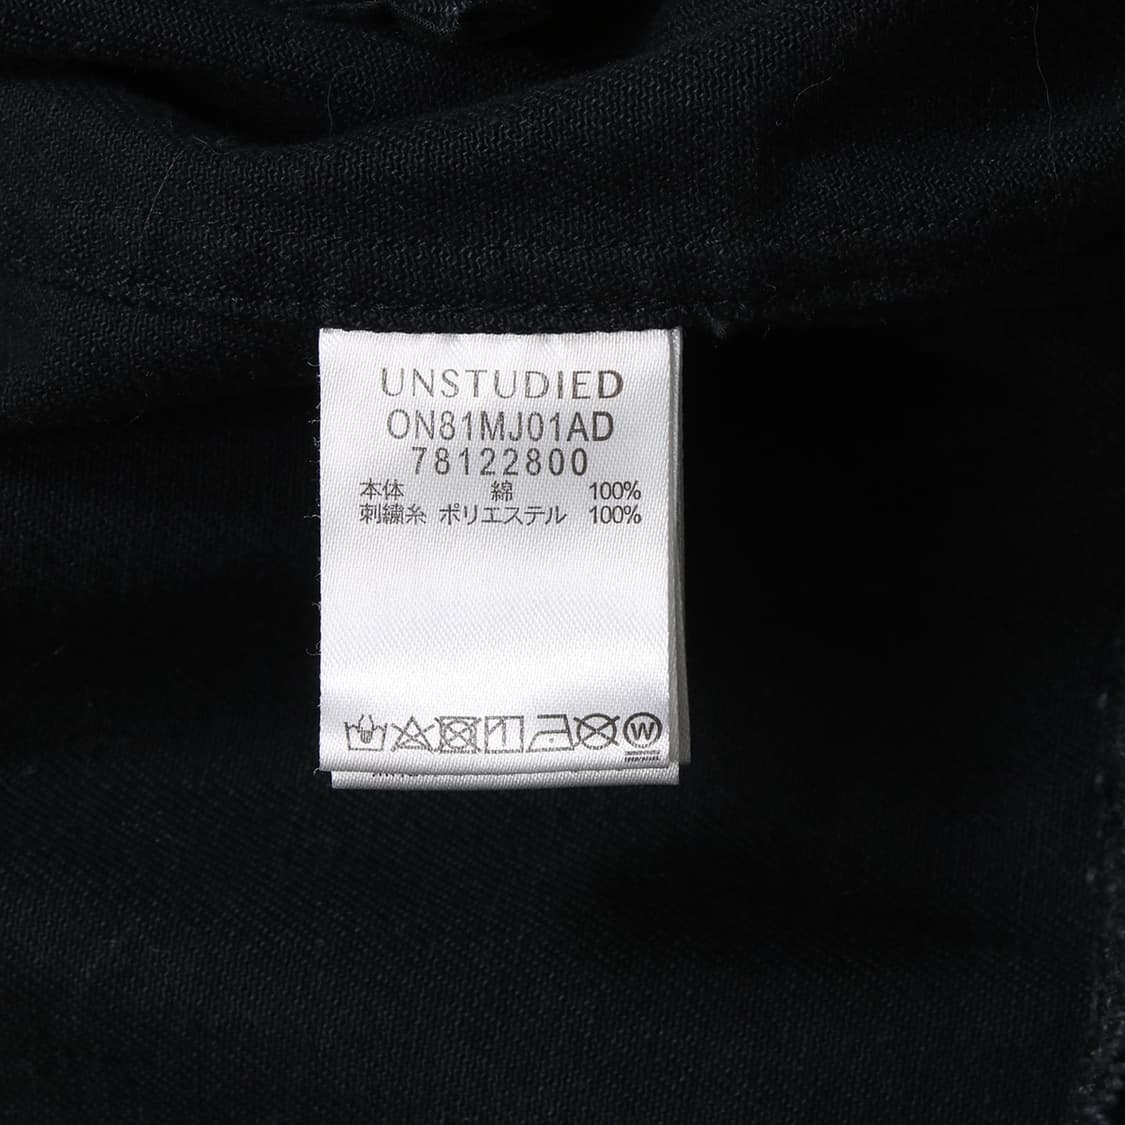 UNSTUDIED
ON81MJ01AD
78122800
本体 綿 100%
刺繍糸 ポリエステル 100%
W